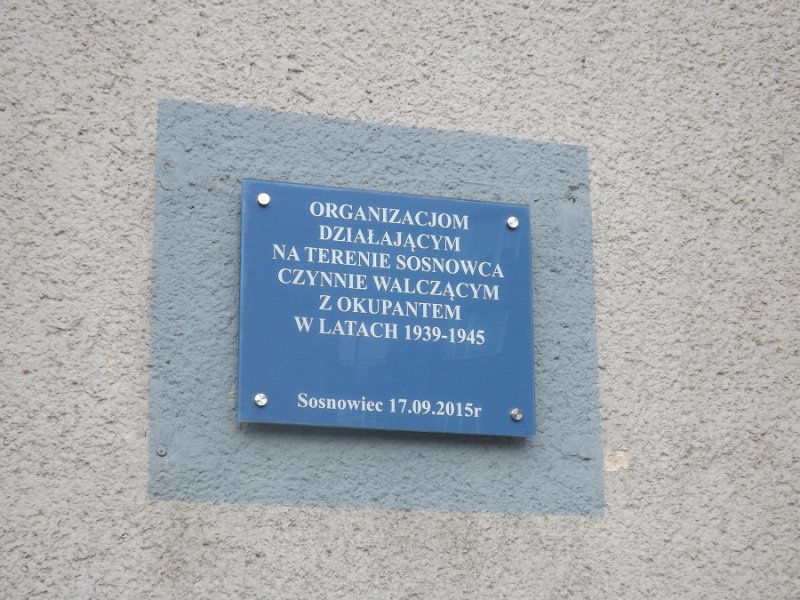 ORGANIZACJOM
DZIAŁAJĄCYM
NA TERENIE SOSNOWCA
CZYNNIE WALCZĄCYM
Z OKUPANTEM
W LATACH 1939-1945
Sosnowiec 17.09.2015r